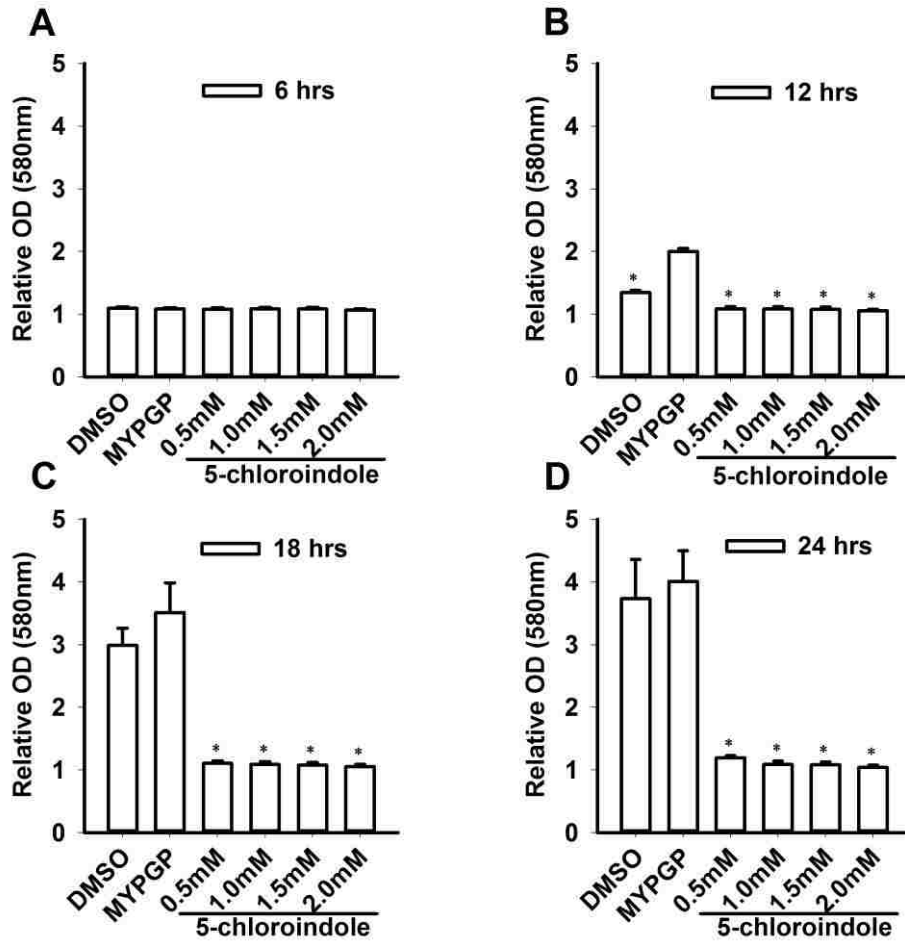 A
Relative OD (580nm)
5
4
3
2
1
0
6 hrs
DMSO
MYPGP
0.5mM
1.0mM
1.5mM
2.0mM
5-chloroindole
B
Relative OD (580nm)
5
4
3
2
1
0
12 hrs
*
*
*
*
*
DMSO
MYPGP
0.5mM
1.0mM
1.5mM
2.0mM
5-chloroindole
C
Relative OD (580nm)
5
4
3
2
1
0
18 hrs
*
*
*
*
DMSO
MYPGP
0.5mM
1.0mM
1.5mM
2.0mM
5-chloroindole
D
Relative OD (580nm)
5
4
3
2
1
0
24 hrs
*
*
*
*
DMSO
MYPGP
0.5mM
1.0mM
1.5mM
2.0mM
5-chloroindole